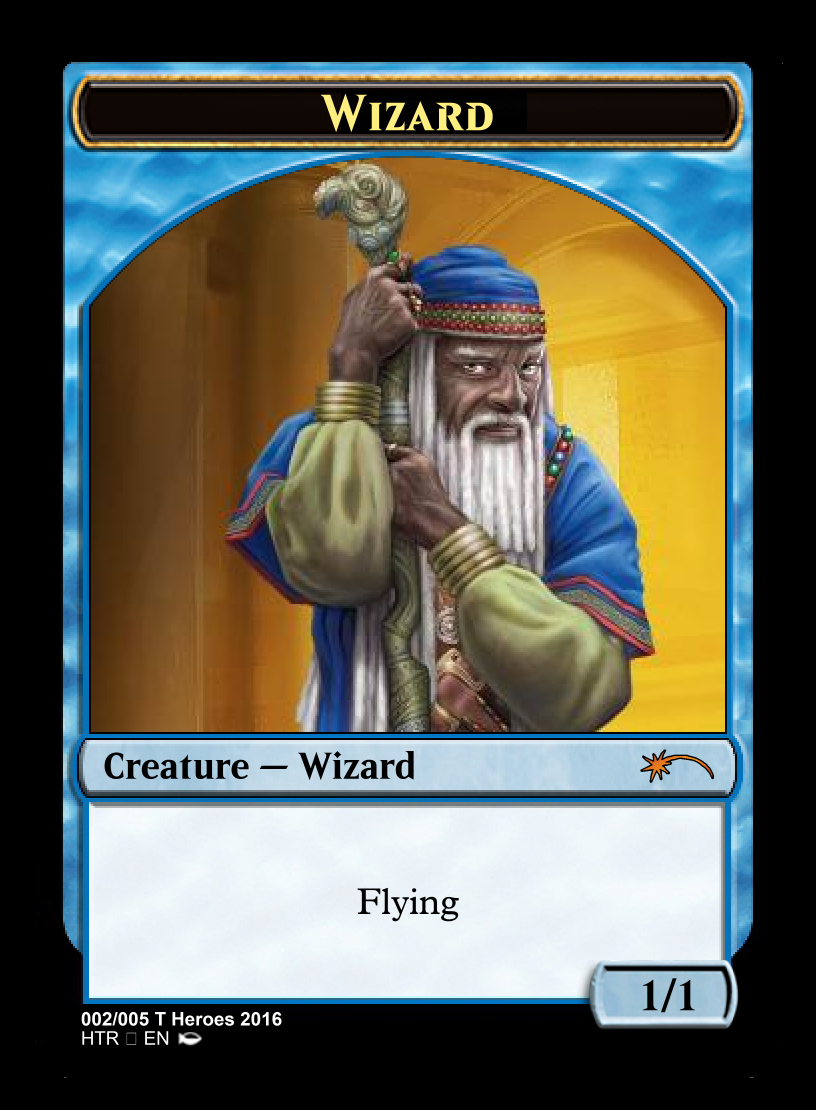 Wizard
Creature — Wizard
Flying
1/1
002/005 T Heroes 2016
HTR □ EN